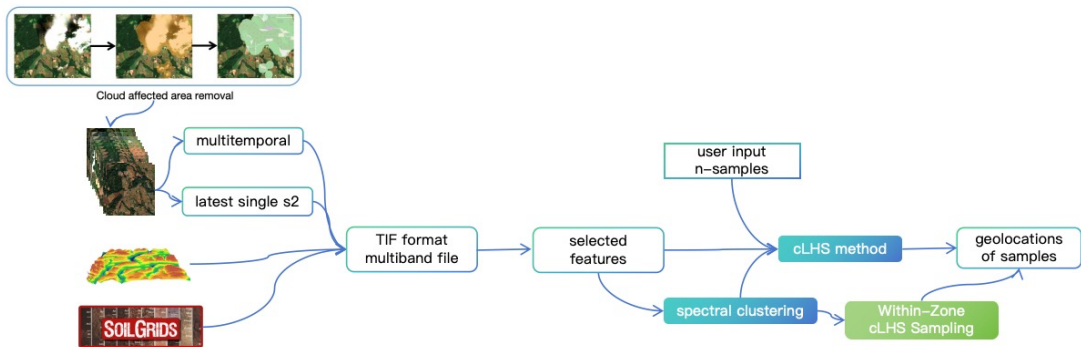 Cloud affected area removal
multitemporal
latest single s2
SOILGRIDS
TIF format
multiband file
selected
features
user input
n-samples
cLHS method
spectral clustering
Within-Zone
cLHS Sampling
geolocations
of samples